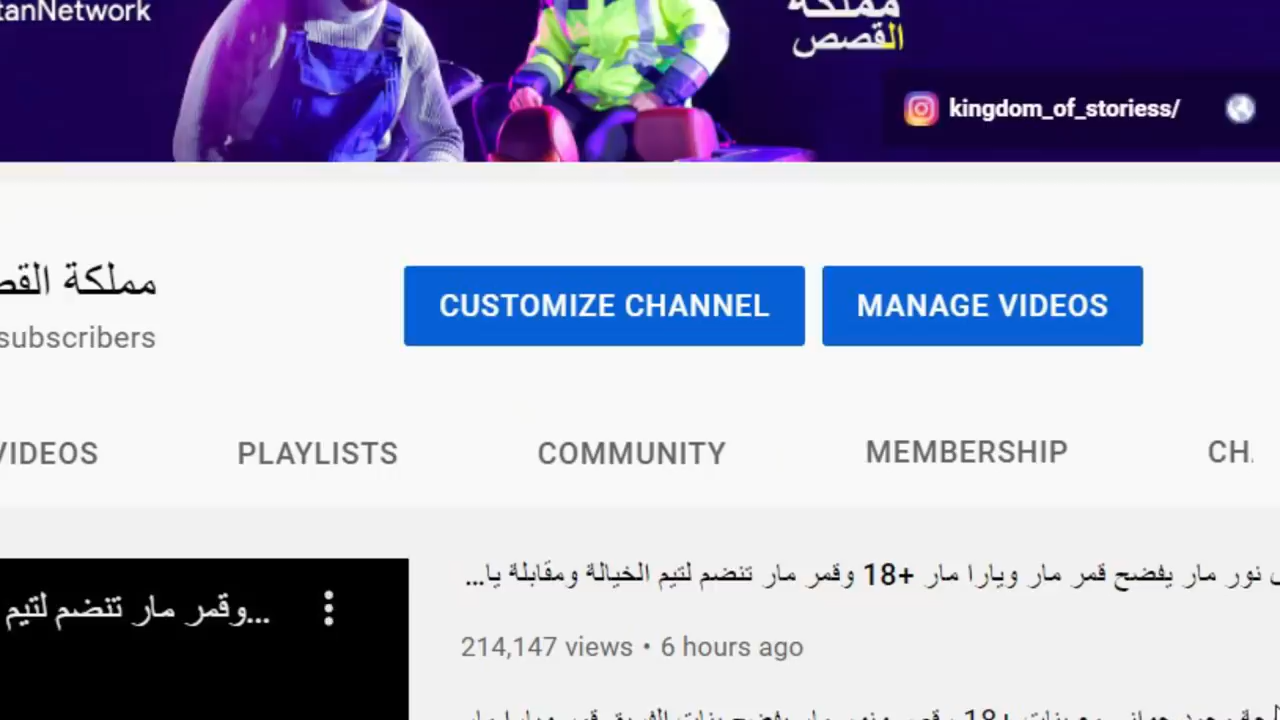 tanNetwork
مملكة
القصص
kingdom_of_storiess/
مملكة
subscribers
CUSTOMIZE CHANNEL
MANAGE VIDEOS
VIDEOS
PLAYLISTS
COMMUNITY
MEMBERSHIP
CH
نور مار يفضح قمر مار ويارا مار +18 وقمر مار تنضم لتيم الخيالة ومقابلة يا...
...وقمر مار تنضم لتيم
214,147 views • 6 hours ago